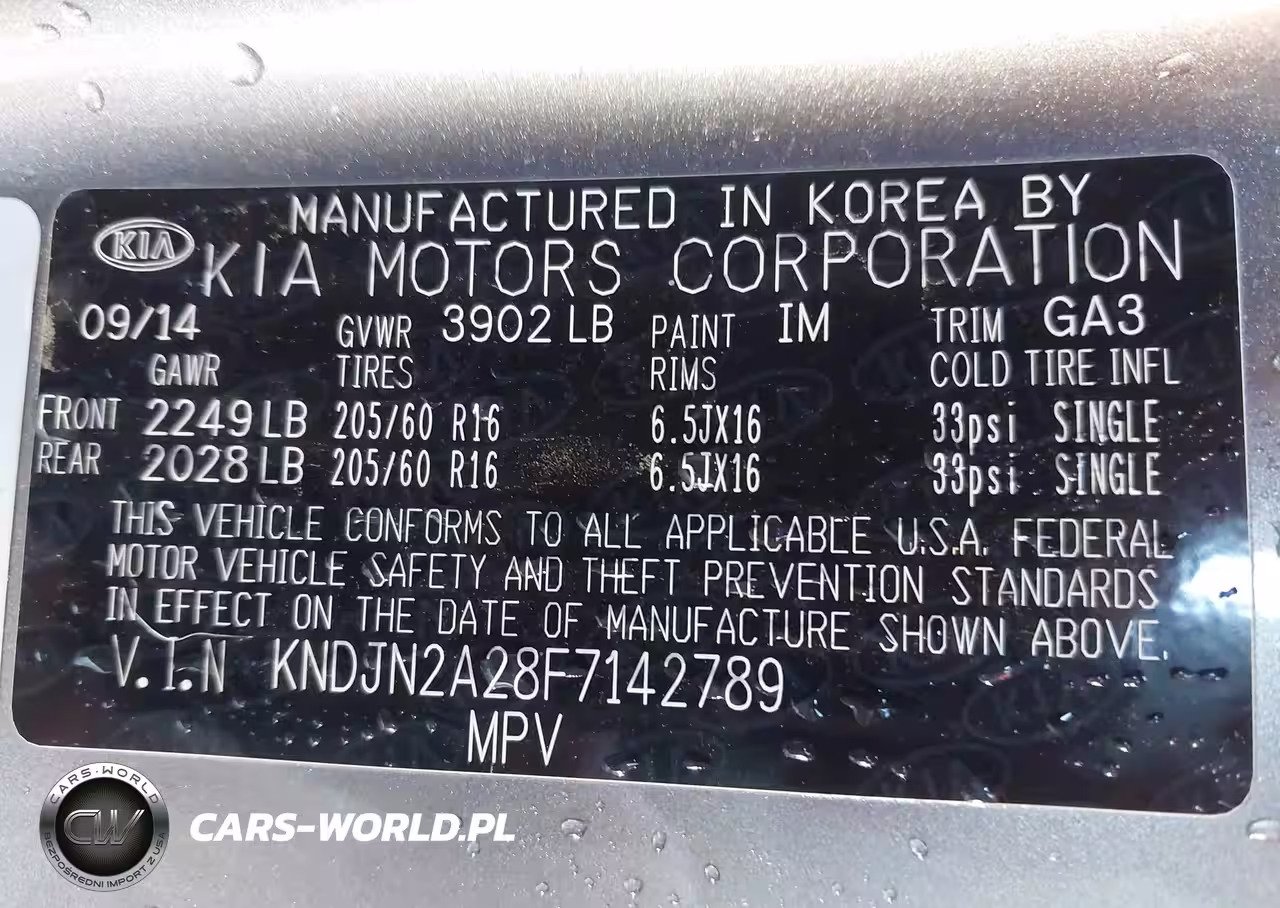 MANUFACTURED IN KOREA BY
KIA KIA MOTORS CORPORATION
09/14 GVWR 3902 LB PAINT IM TRIM GA3
GAWR TIRES RIMS COLD TIRE INFL
FRONT 2249 LB 205/60 R16 6.5JX16 33psi SINGLE
REAR 2028 LB 205/60 R16 6.5JX16 33psi SINGLE
THIS VEHICLE CONFORMS TO ALL APPLICABLE U.S.A. FEDERAL
MOTOR VEHICLE SAFETY AND THEFT PREVENTION STANDARDS
IN EFFECT ON THE DATE OF MANUFACTURE SHOWN ABOVE.
V.I.N KNDJN2A28F7142789
MPV
CARS-WORLD
CW
BEZPOŚREDNI IMPORT Z USA
CARS-WORLD.PL